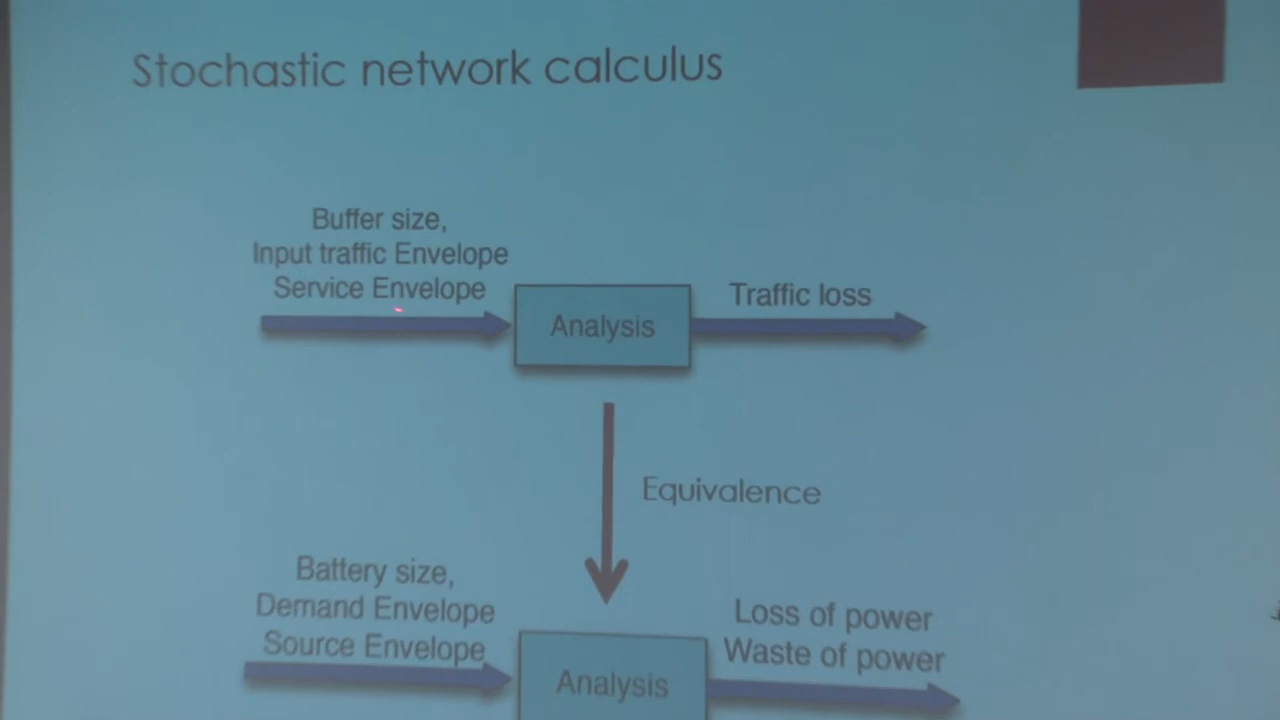 Stochastic network calculus
Buffer size,
Input traffic Envelope
Service Envelope
Analysis
Traffic loss
Equivalence
Battery size,
Demand Envelope
Source Envelope
Analysis
Loss of power
Waste of power